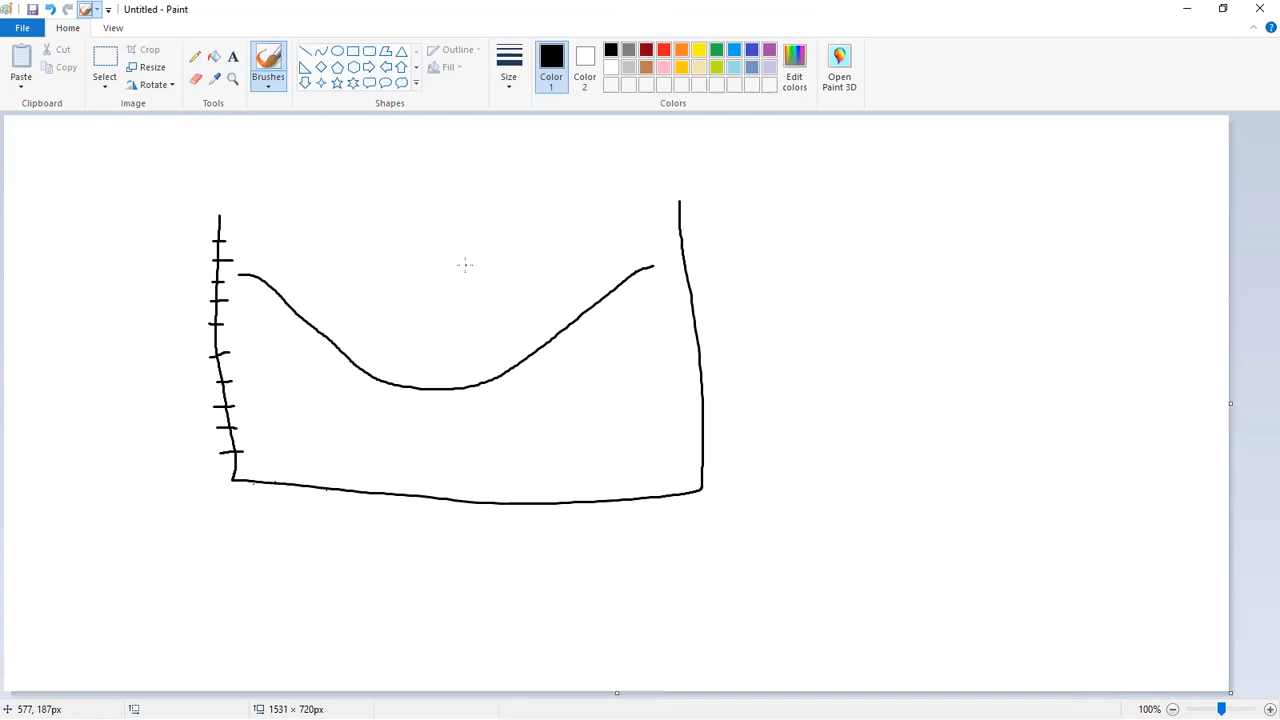 Untitled - Paint
File
Home
View
Paste
Cut
Copy
Clipboard
Select
Crop
Resize
Rotate
Image
A
Tools
Brushes
Outline
Fill
Shapes
Size
Color
1
Color
2
Edit
colors
Colors
Open
Paint 3D
577, 187px
1531 × 720px
100%